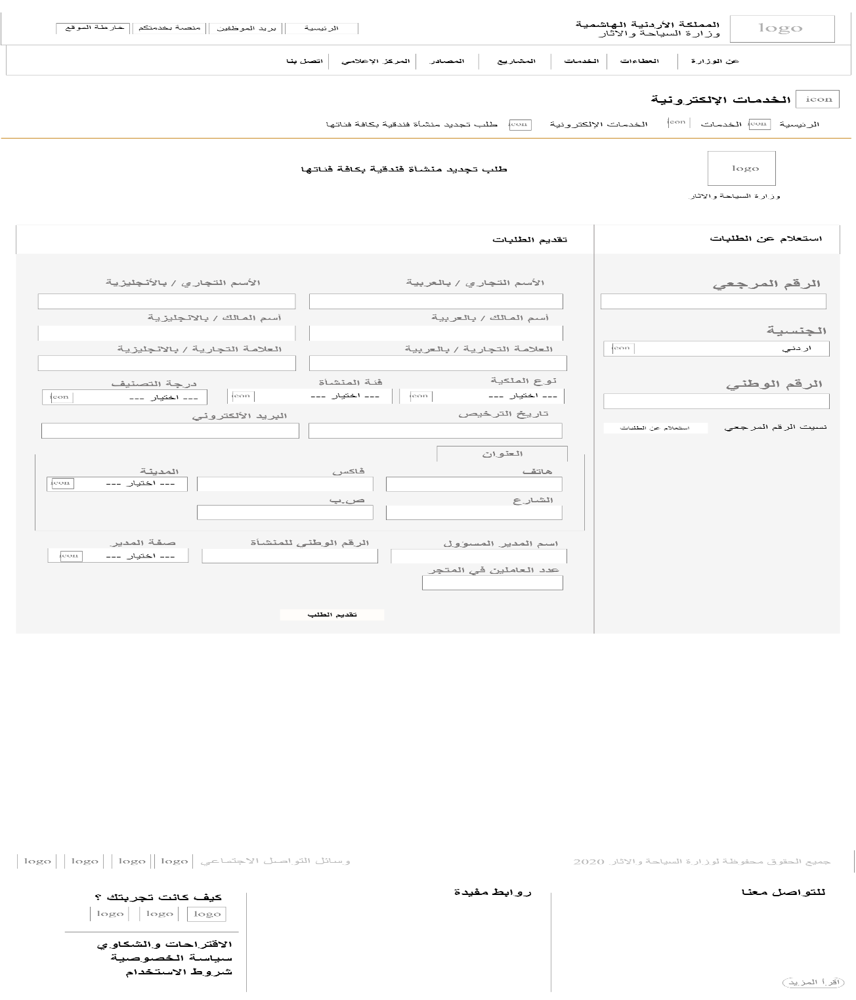 logo المملكة الأردنية الهاشمية
وزارة السياحة والاثار
الرئيسية بريد الموظفين منصة بخدمتكم خارطة الموقع
عن الوزارة العطاءات الخدمات المشاريع المصادر المركز الإعلامي اتصل بنا
icon الخدمات الإلكترونية
الرئيسية icon الخدمات icon الخدمات الإلكترونية icon طلب تجديد منشأة فندقية بكافة فئاتها
logo
طلب تجديد منشأة فندقية بكافة فئاتها
وزارة السياحة والاثار
استعلام عن الطلبات
الرقم المرجعي
الجنسية
اردني icon
الرقم الوطني
نسيت الرقم المرجعي استعلام عن الطلبات
تقديم الطلبات
الأسم التجاري / بالعربية الأسم التجاري / بالأنجليزية
أسم المالك / بالعربية أسم المالك / بالانجليزية
العلامة التجارية / بالعربية العلامة التجارية / بالانجليزية
نوع الملكية فئة المنشأة درجة التصنيف
--- اختيار --- icon --- اختيار --- icon --- اختيار --- icon
تاريخ الترخيص البريد الألكتروني
العنوان
هاتف فاكس المدينة
--- اختيار --- icon
الشارع ص.ب
اسم المدير المسؤول الرقم الوطني للمنشأة صفة المدير
--- اختيار --- icon
عدد العاملين في المتجر
تقديم الطلب
جميع الحقوق محفوظة لوزارة السياحة والاثار 2020 وسائل التواصل الاجتماعي logo logo logo logo
للتواصل معنا
اقرأ المزيد
روابط مفيدة
كيف كانت تجربتك ؟
logo logo logo
الاقتراحات والشكاوي
سياسة الخصوصية
شروط الاستخدام